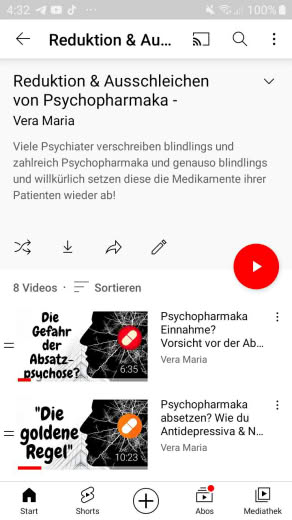 4:32 100%
Reduktion & Au...
Reduktion & Ausschleichen
von Psychopharmaka -
Vera Maria
Viele Psychiater verschreiben blindlings und
zahlreich Psychopharmaka und genauso blindlings
und willkürlich setzen diese die Medikamente ihrer
Patienten wieder ab!
8 Videos · Sortieren
Die
Gefahr
der
Absatz-
psychose?
6:35
Psychopharmaka
Einnahme?
Vorsicht vor der Ab...
Vera Maria
"Die
goldene
Regel"
10:23
Psychopharmaka
absetzen? Wie du
Antidepressiva & N...
Vera Maria
Start Shorts Abos Mediathek